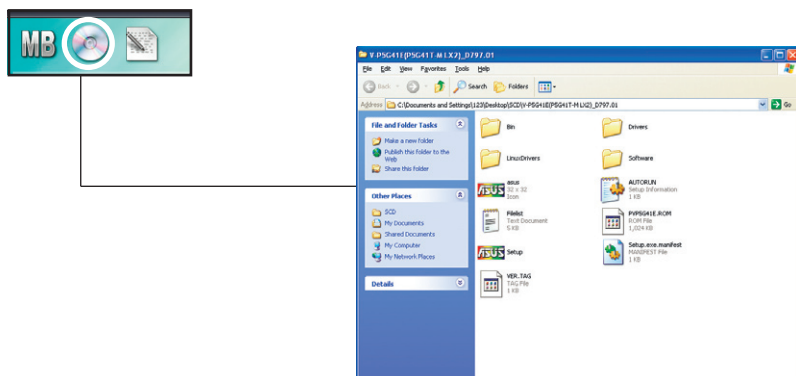 MB
V-P5G41E(P5G41T-M LX2)_D797.01
File Edit View Favorites Tools Help
Back Search Folders
Address C:\Documents and Settings\123\Desktop\SCD\V-P5G41E(P5G41T-M LX2)_D797.01 Go
File and Folder Tasks
Make a new folder
Publish this folder to the
Web
Share this folder
Other Places
SCD
My Documents
Shared Documents
My Computer
My Network Places
Details
Bin
Drivers
LinuxDrivers
Software
asus
32 x 32
Icon
AUTORUN
Setup Information
1 KB
Filelist
Text Document
5 KB
PVP5G41E.ROM
ROM File
1,024 KB
Setup
Setup.exe.manifest
MANIFEST File
1 KB
VER.TAG
TAG File
1 KB
ASUS
ASUS